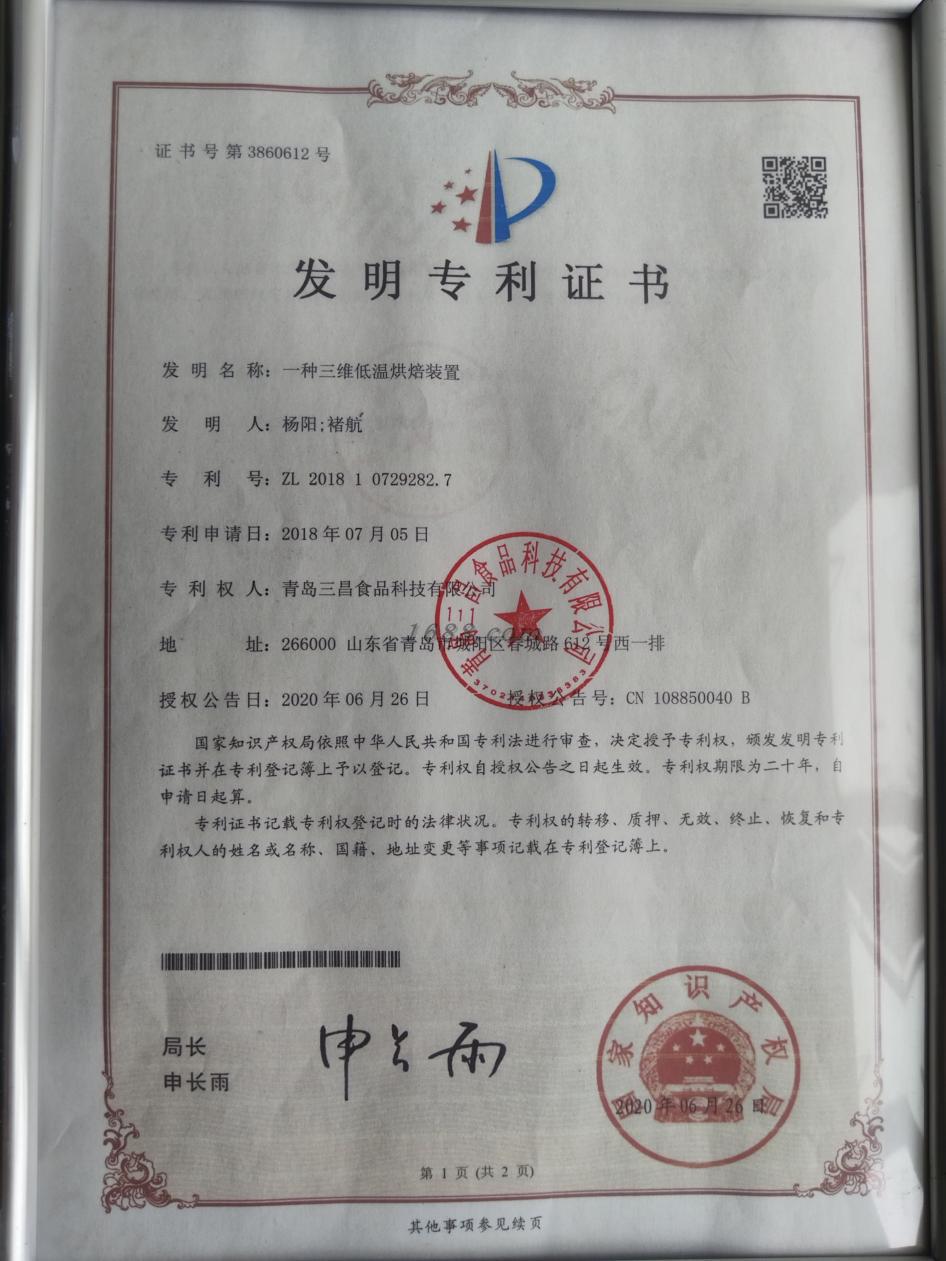 证书号第3860612号
发明专利证书
发明名称：一种三维低温烘焙装置
发明人：杨阳;褚航
专利号：ZL 2018 1 0729282.7
专利申请日：2018年07月05日
专利权人：青岛三昌食品科技有限公司
地址：266000 山东省青岛市城阳区春城路612号西一排
授权公告日：2020年06月26日 授权公告号：CN 108850040 B
国家知识产权局依照中华人民共和国专利法进行审查，决定授予专利权，颁发发明专利
证书并在专利登记簿上予以登记。专利权自授权公告之日起生效。专利权期限为二十年，自
申请日起算。
专利证书记载专利权登记时的法律状况。专利权的转移、质押、无效、终止、恢复和专
利权人的姓名或名称、国籍、地址变更等事项记载在专利登记簿上。
局长
申长雨
申长雨
国家知识产权局
2020年06月26日
第1页(共2页)
其他事项参见续页
1688.com